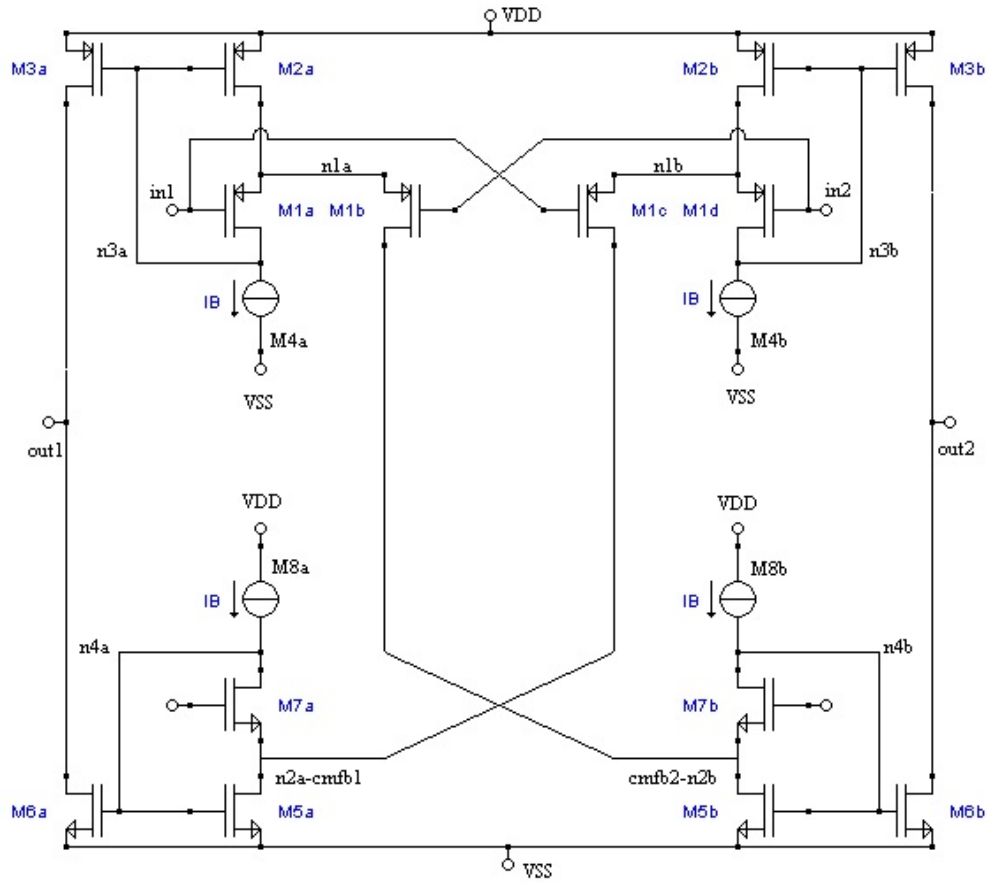 VDD
M3a
M2a
M2b
M3b
n1a
n1b
in1
in2
M1a M1b
M1c M1d
n3a
n3b
IB
IB
M4a
M4b
VSS
VSS
out1
out2
VDD
VDD
M8a
M8b
IB
IB
n4a
n4b
M7a
M7b
n2a-cmfb1
cmfb2-n2b
M6a
M5a
M5b
M6b
VSS